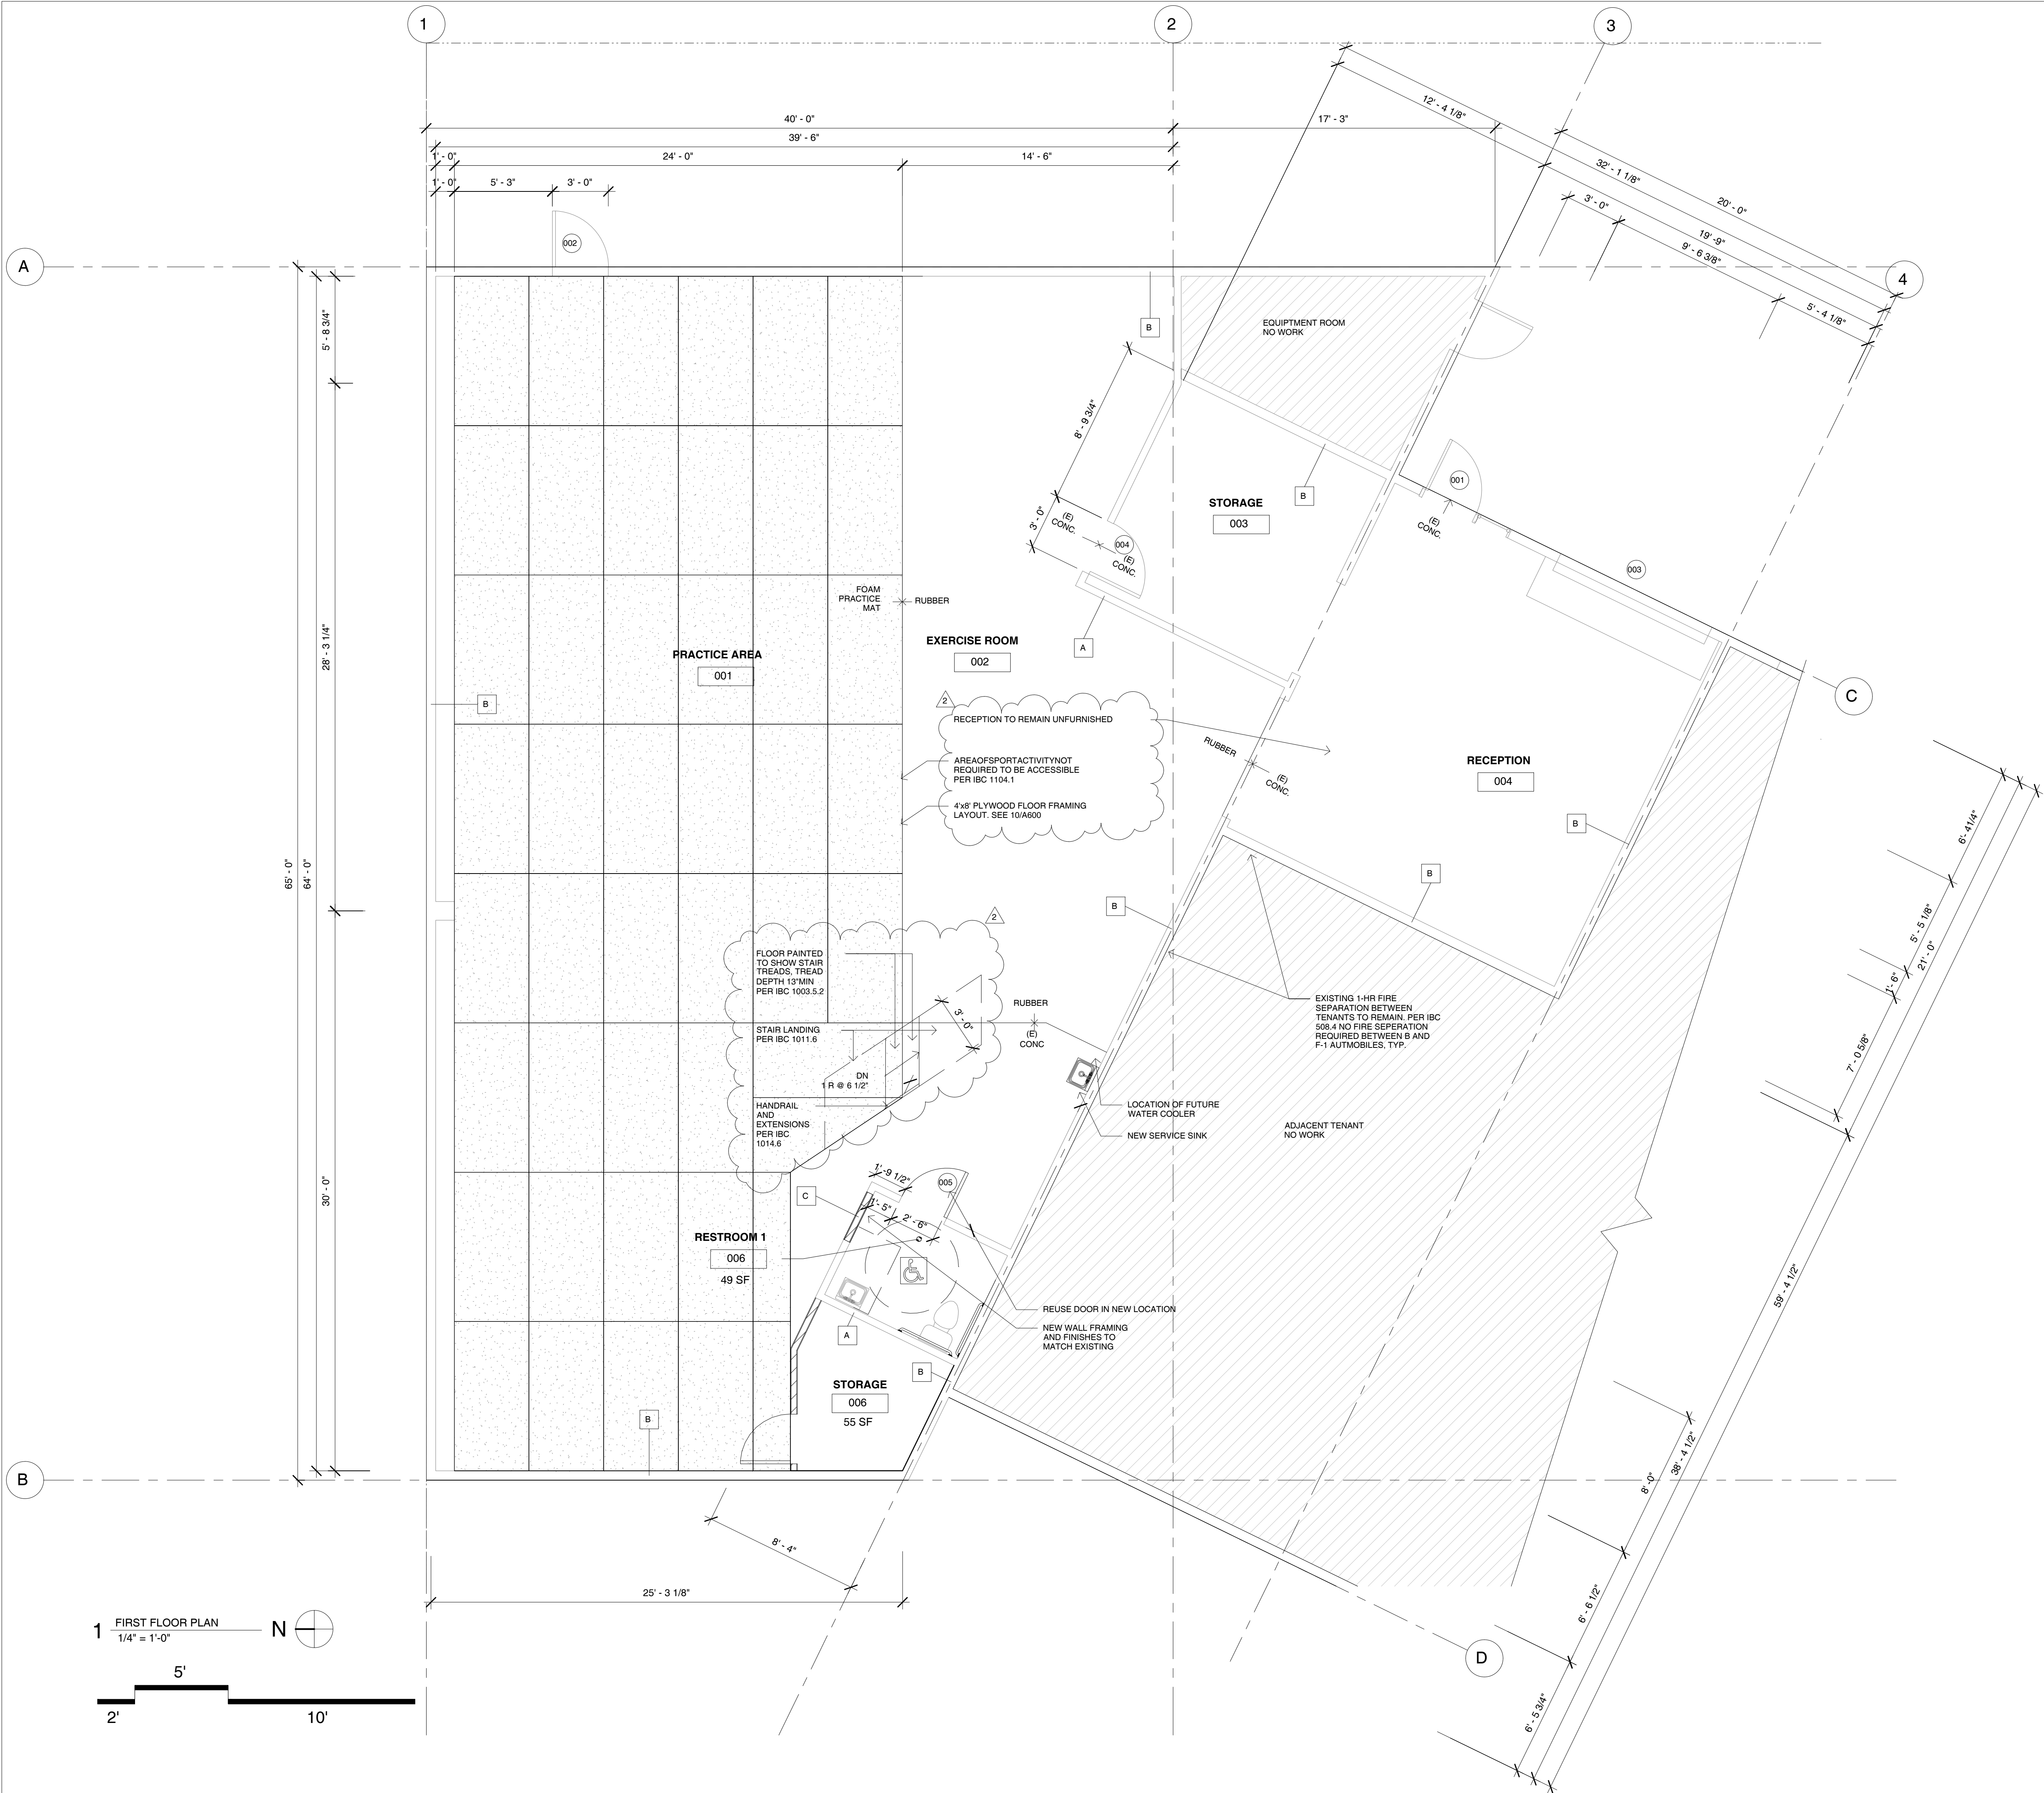 1
2
3
4
A
B
C
D
40' - 0"
17' - 3"
39' - 6"
1' - 0"
24' - 0"
14' - 6"
1' - 0"
5' - 3"
3' - 0"
12' - 4 1/8"
32' - 1 1/8"
20' - 0"
3' - 0"
19' -9"
9' - 6 3/8"
5' - 4 1/8"
002
5' - 8 3/4"
28' - 3 1/4"
65' - 0"
64' - 0"
30' - 0"
EQUIPTMENT ROOM
NO WORK
B
8' - 9 3/4"
3' - 0"
(E)
CONC.
004
(E)
CONC.
STORAGE
003
B
001
(E)
CONC.
003
FOAM
PRACTICE
MAT
RUBBER
EXERCISE ROOM
002
A
PRACTICE AREA
001
B
2
RECEPTION TO REMAIN UNFURNISHED
AREAOFSPORTACTIVITYNOT
REQUIRED TO BE ACCESSIBLE
PER IBC 1104.1
4'x8' PLYWOOD FLOOR FRAMING
LAYOUT. SEE 10/A600
RUBBER
(E)
CONC.
RECEPTION
004
B
B
B
2
FLOOR PAINTED
TO SHOW STAIR
TREADS, TREAD
DEPTH 13"MIN
PER IBC 1003.5.2
STAIR LANDING
PER IBC 1011.6
DN
1 R @ 6 1/2"
HANDRAIL
AND
EXTENSIONS
PER IBC
1014.6
3' - 0"
RUBBER
(E)
CONC
EXISTING 1-HR FIRE
SEPARATION BETWEEN
TENANTS TO REMAIN. PER IBC
508.4 NO FIRE SEPERATION
REQUIRED BETWEEN B AND
F-1 AUTMOBILES, TYP.
LOCATION OF FUTURE
WATER COOLER
NEW SERVICE SINK
ADJACENT TENANT
NO WORK
6'- 41/4"
5' - 5 1/8"
21' - 0"
1'- 6"
7' - 0 5/8"
59' - 4 1/2"
38' - 4 1/2"
8' -0"
6' - 6 1/2"
6' - 5 3/4"
1' -9 1/2"
005
C
1'- 5"
2' - 6"
RESTROOM 1
006
49 SF
A
REUSE DOOR IN NEW LOCATION
NEW WALL FRAMING
AND FINISHES TO
MATCH EXISTING
B
STORAGE
006
55 SF
B
8' - 4"
25' - 3 1/8"
1
FIRST FLOOR PLAN
1/4" = 1'-0"
N
5'
2'
10'